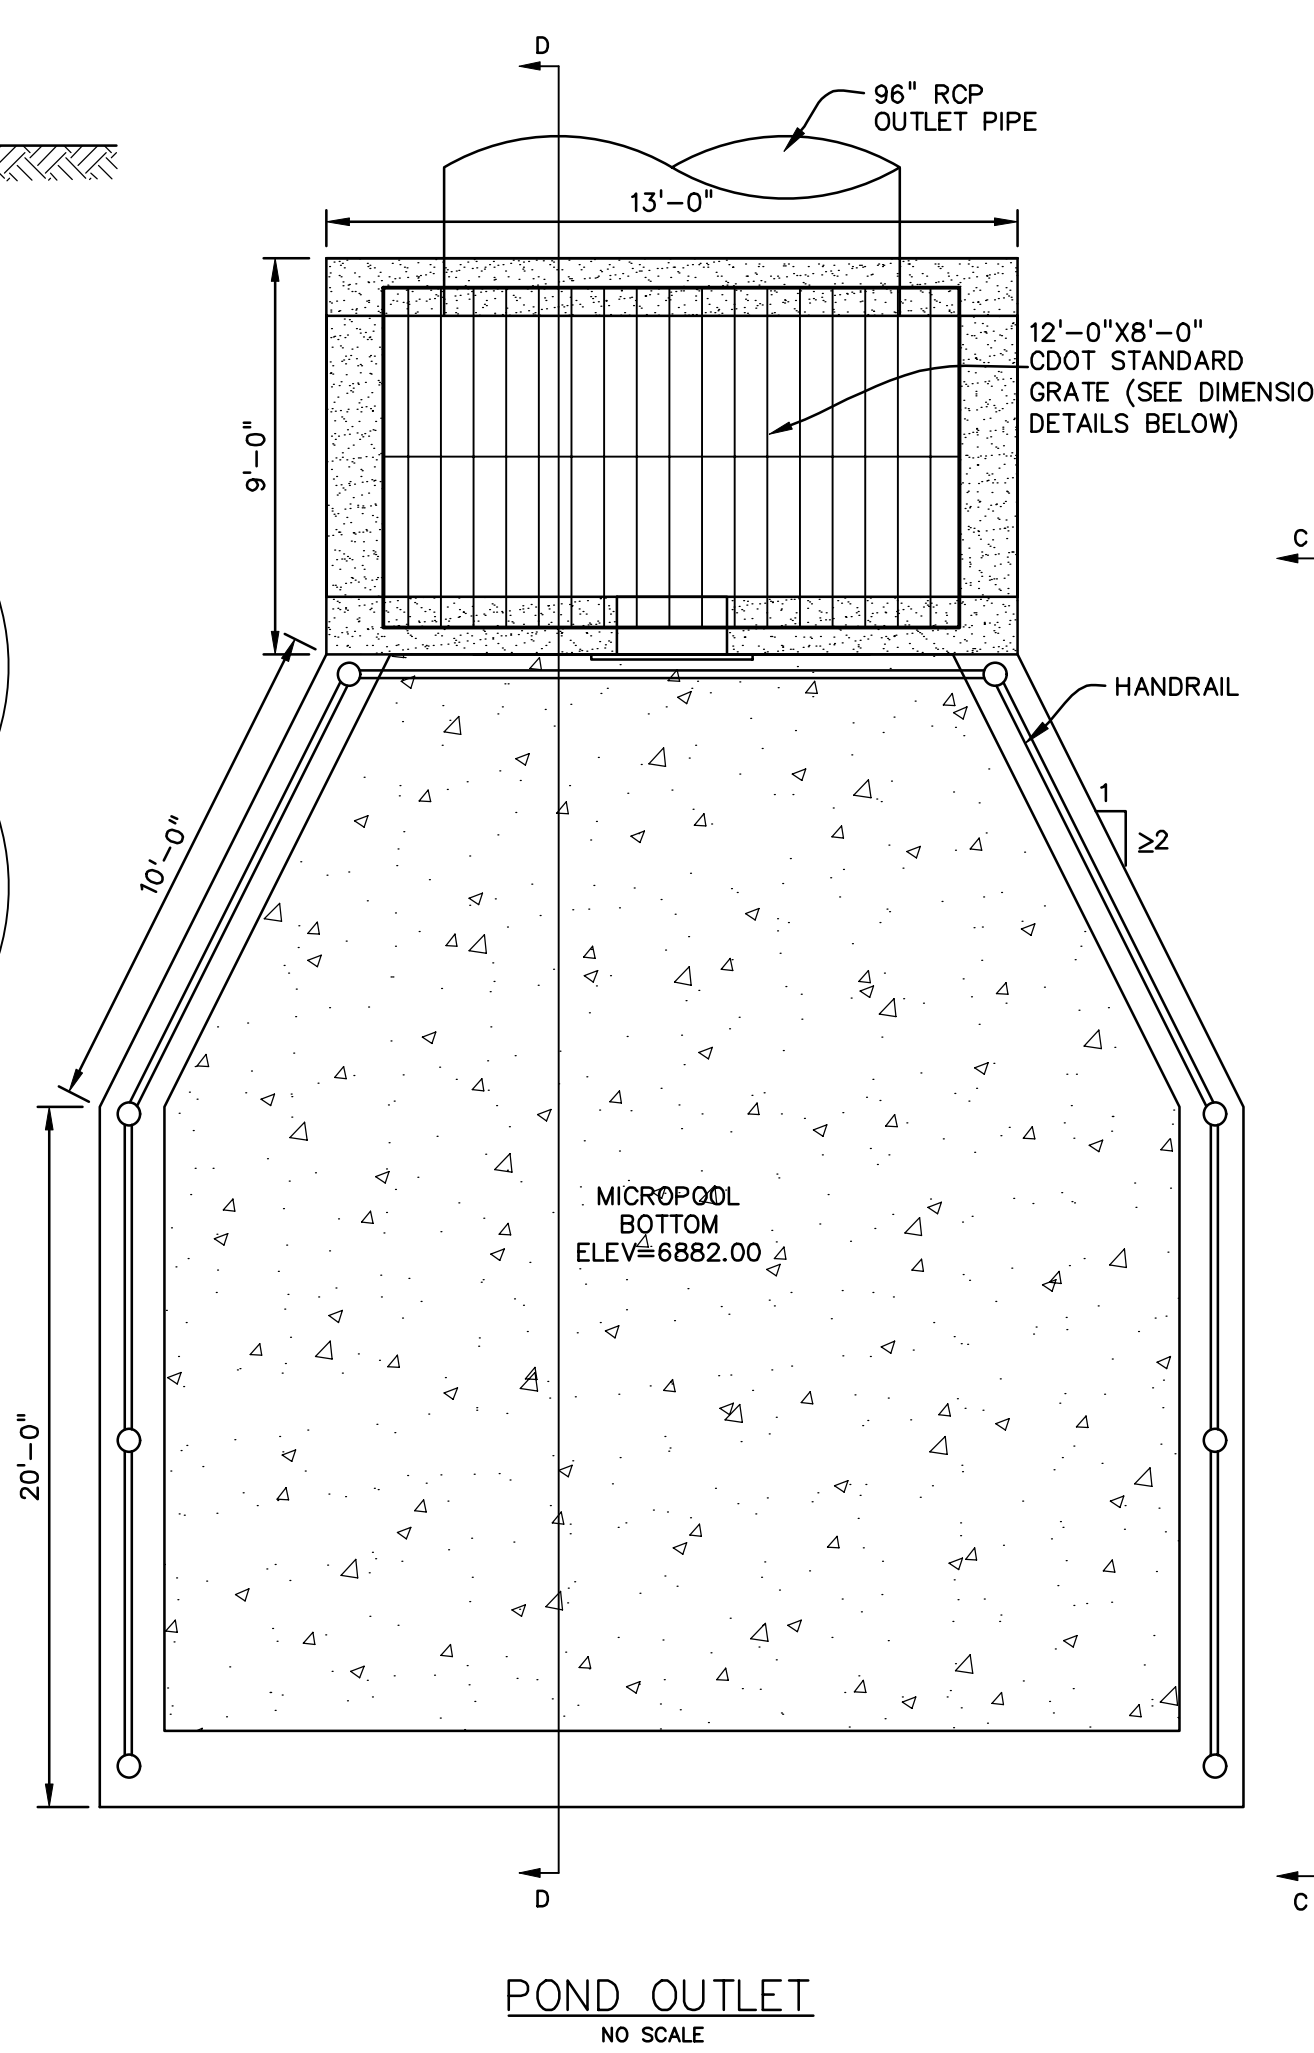 D
96" RCP
OUTLET PIPE
13'-0"
12'-0"X8'-0"
CDOT STANDARD
GRATE (SEE DIMENSIO
DETAILS BELOW)
9'-0"
C
HANDRAIL
1
≥2
10'-0"
MICROPOOL
BOTTOM
ELEV=6882.00
20'-0"
D
C
POND OUTLET
NO SCALE